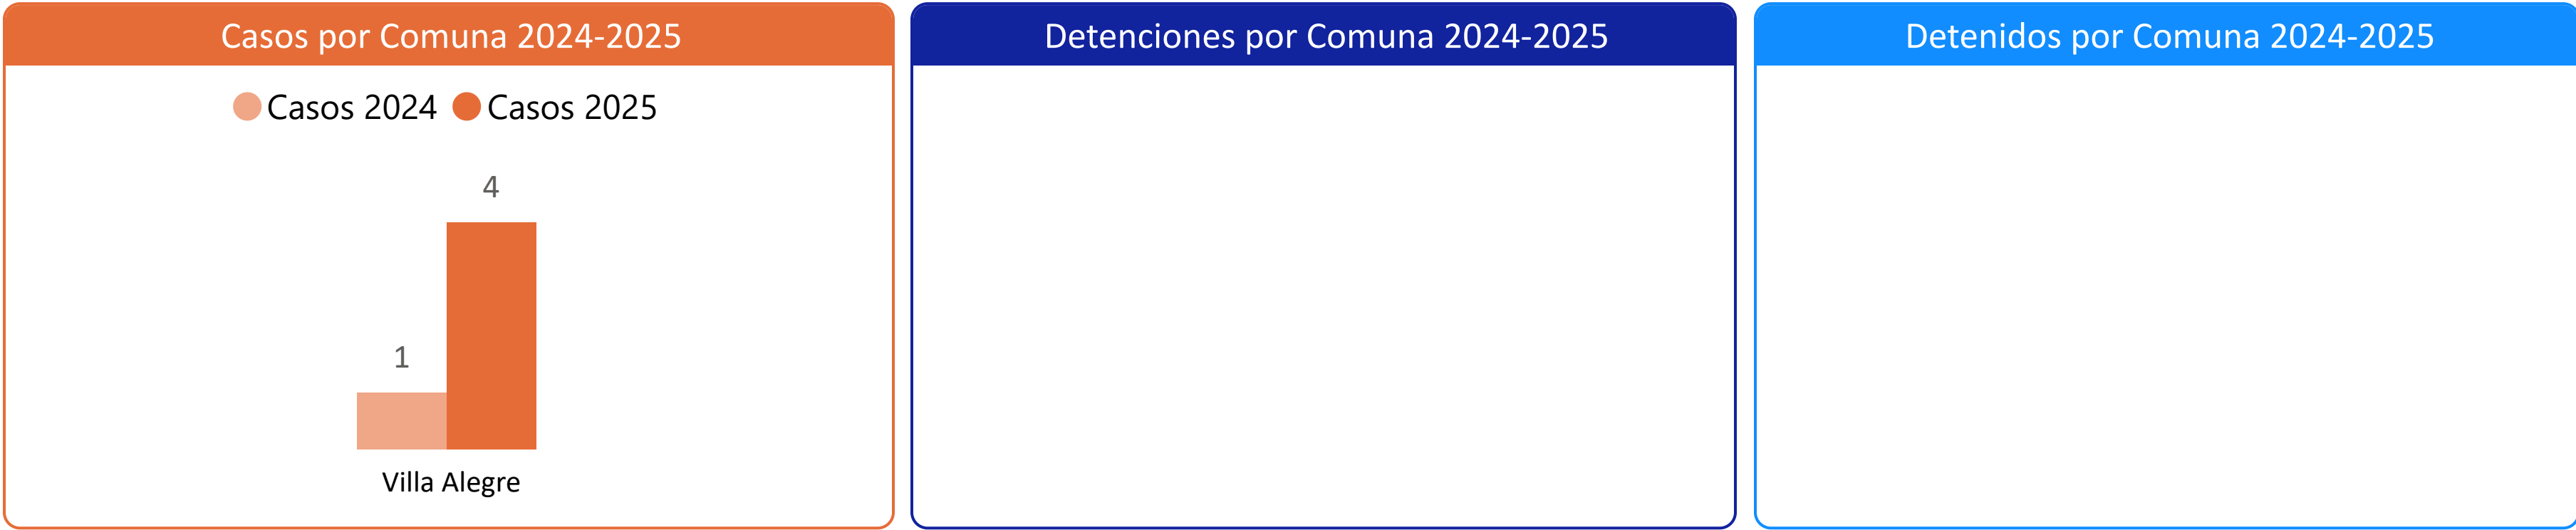 Casos por Comuna 2024-2025
Casos 2024 Casos 2025
4
1
Villa Alegre
Detenciones por Comuna 2024-2025
Detenidos por Comuna 2024-2025